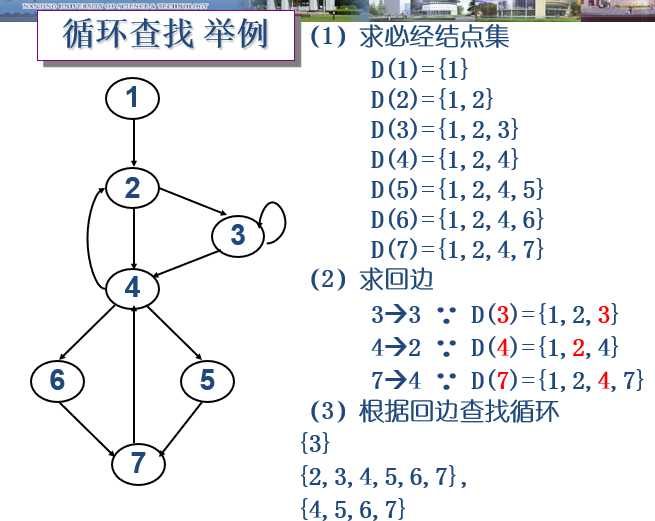 NANJING UNIVERSITY OF SCIENCE & TECHNOLOGY
循环查找 举例
1
2
3
4
6
5
7
(1) 求必经结点集
D(1)={1}
D(2)={1,2}
D(3)={1,2,3}
D(4)={1,2,4}
D(5)={1,2,4,5}
D(6)={1,2,4,6}
D(7)={1,2,4,7}
(2) 求回边
3→3 ∵ D(3)={1,2,3}
4→2 ∵ D(4)={1,2,4}
7→4 ∵ D(7)={1,2,4,7}
(3) 根据回边查找循环
{3}
{2,3,4,5,6,7},
{4,5,6,7}